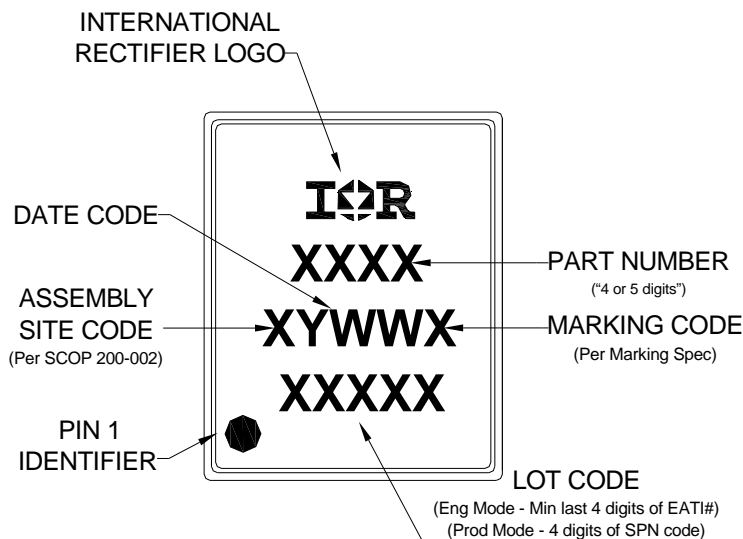 INTERNATIONAL
RECTIFIER LOGO
IOR
DATE CODE
XXXX
PART NUMBER
(“4 or 5 digits”)
ASSEMBLY
SITE CODE
(Per SCOP 200-002)
XYWWX
MARKING CODE
(Per Marking Spec)
XXXXX
PIN 1
IDENTIFIER
LOT CODE
(Eng Mode - Min last 4 digits of EATI#)
(Prod Mode - 4 digits of SPN code)